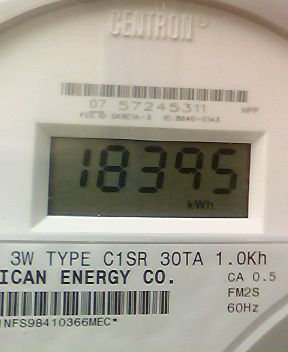 CENTRON®
07 57245311
HPP
18395
kWh
3W TYPE C1SR 30TA 1.0Kh
ICAN ENERGY CO.
CA 0.5
FM2S
60Hz
NFS98410366MEC*